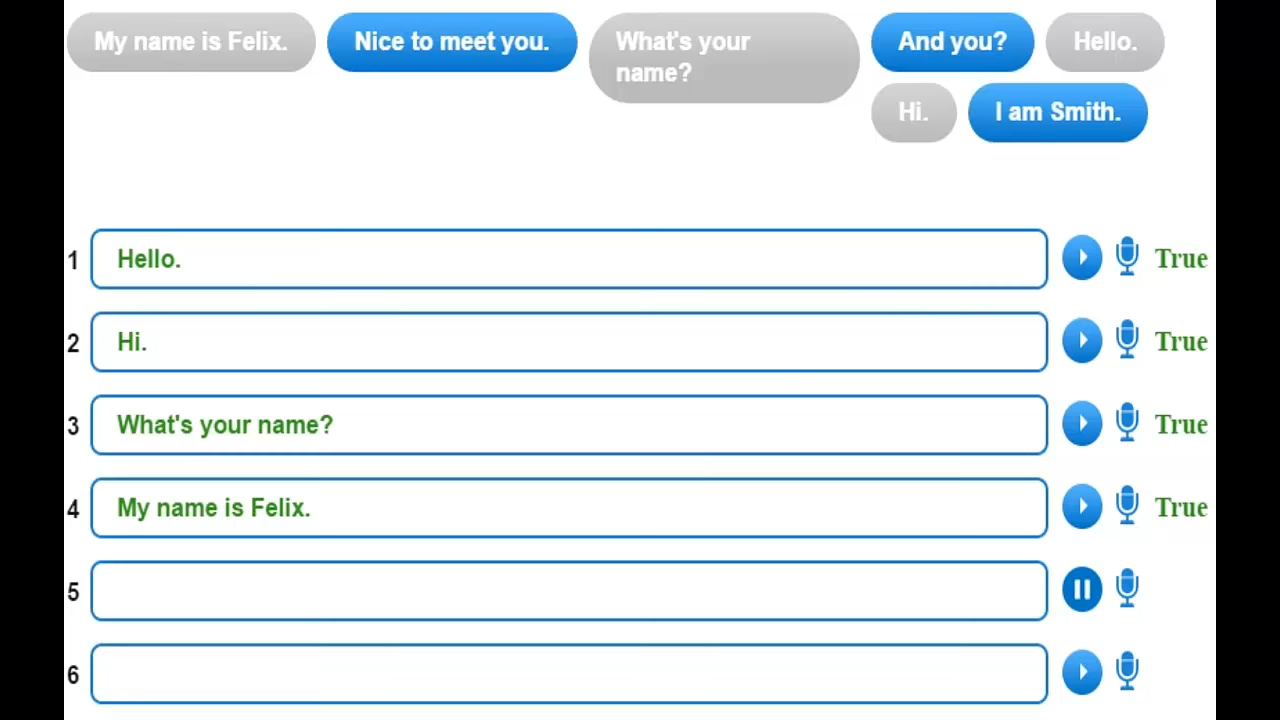 My name is Felix.
Nice to meet you.
What's your
name?
And you?
Hello.
Hi.
I am Smith.
1 Hello. True
2 Hi. True
3 What's your name? True
4 My name is Felix. True
5
6